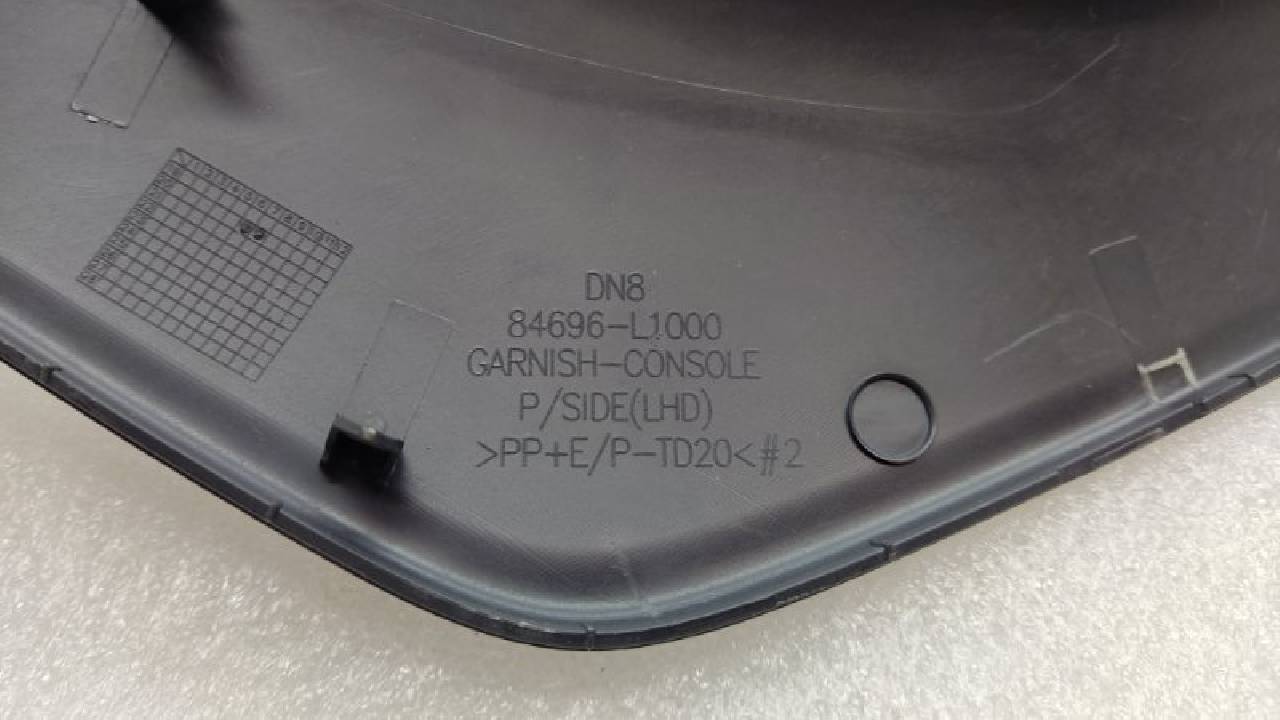 DN8
84696-L1000
GARNISH-CONSOLE
P/SIDE(LHD)
>PP+E/P-TD20<#2